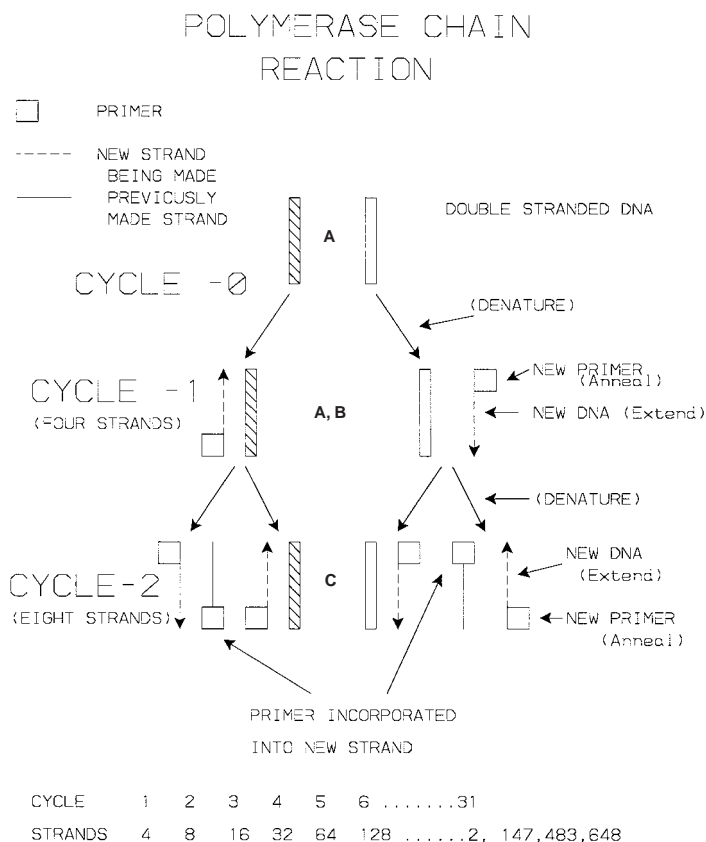 POLYMERASE CHAIN
REACTION
PRIMER
NEW STRAND
BEING MADE
PREVICUSLY
MADE STRAND
DOUBLE STRANDED DNA
A
CYCLE -0
(DENATURE)
CYCLE -1
(FOUR STRANDS)
A, B
NEW PRIMER
(Anneal)
NEW DNA (Extend)
(DENATURE)
CYCLE-2
(EIGHT STRANDS)
C
NEW DNA
(Extend)
NEW PRIMER
(Anneal)
PRIMER INCORPORATED
INTO NEW STRAND
CYCLE 1 2 3 4 5 6 ........31
STRANDS 4 8 16 32 64 128 ......2, 147,483,648